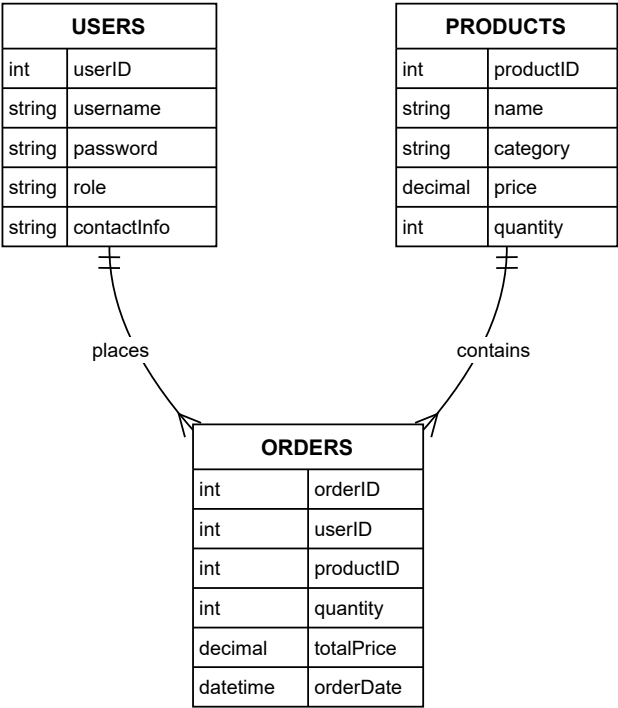 USERS
int userID
string username
string password
string role
string contactInfo
PRODUCTS
int productID
string name
string category
decimal price
int quantity
places
contains
ORDERS
int orderID
int userID
int productID
int quantity
decimal totalPrice
datetime orderDate